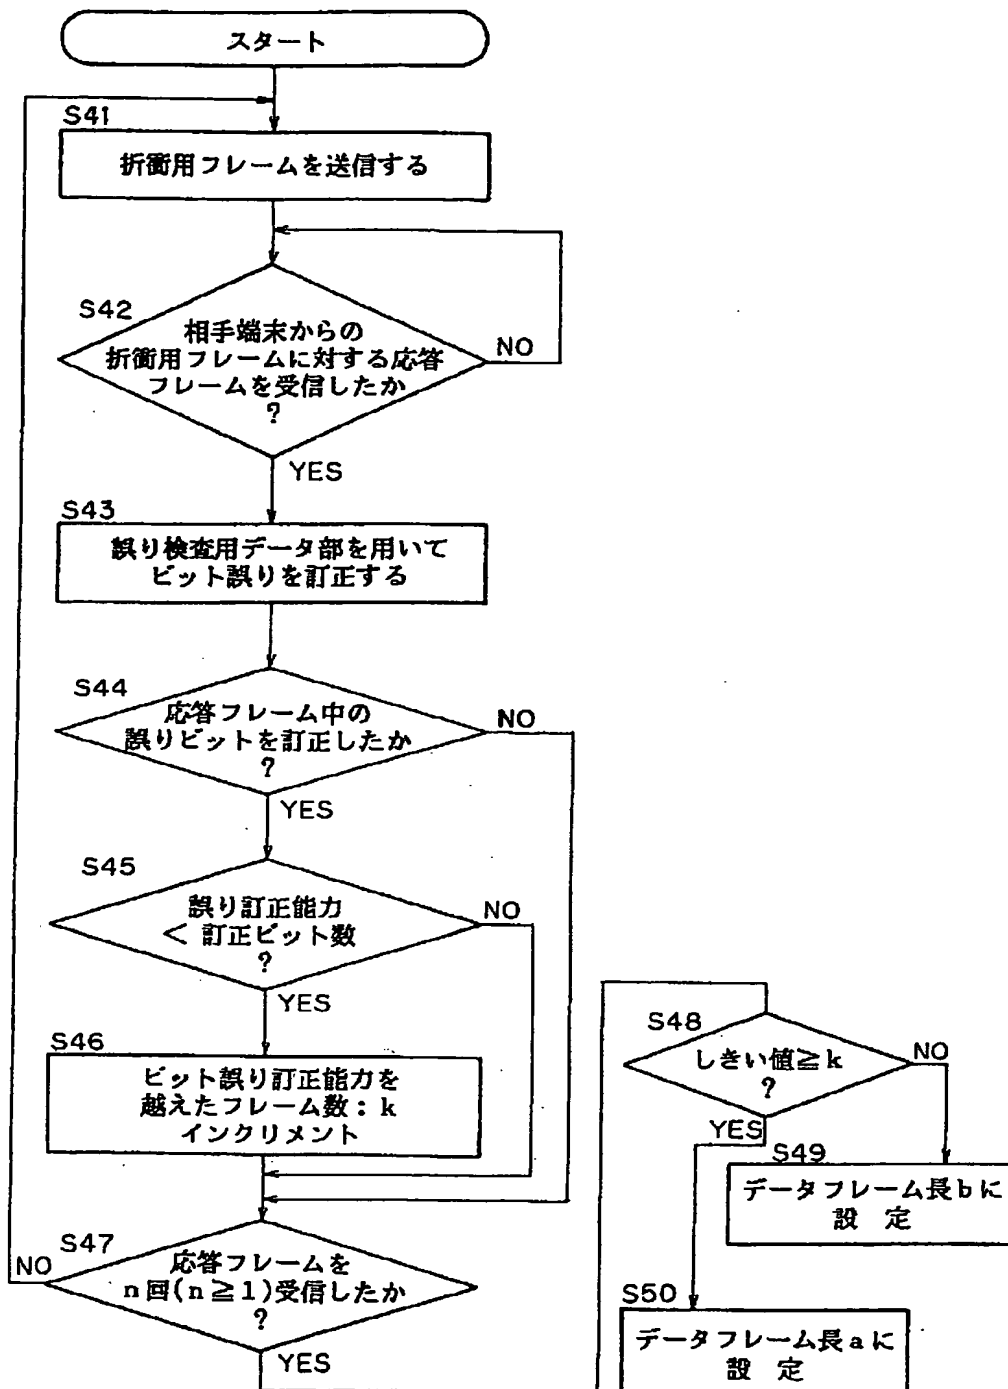 スタート
S41
折衝用フレームを送信する
S42
相手端末からの
折衝用フレームに対する応答
フレームを受信したか
?
NO
YES
S43
誤り検査用データ部を用いて
ビット誤りを訂正する
S44
応答フレーム中の
誤りビットを訂正したか
?
NO
YES
S45
誤り訂正能力
< 訂正ビット数
?
NO
YES
S46
ビット誤り訂正能力を
越えたフレーム数:k
インクリメント
S47
応答フレームを
n回(n≧1)受信したか
?
NO
YES
S48
しきい値≧k
?
NO
YES
S49
データフレーム長bに
設 定
S50
データフレーム長aに
設 定